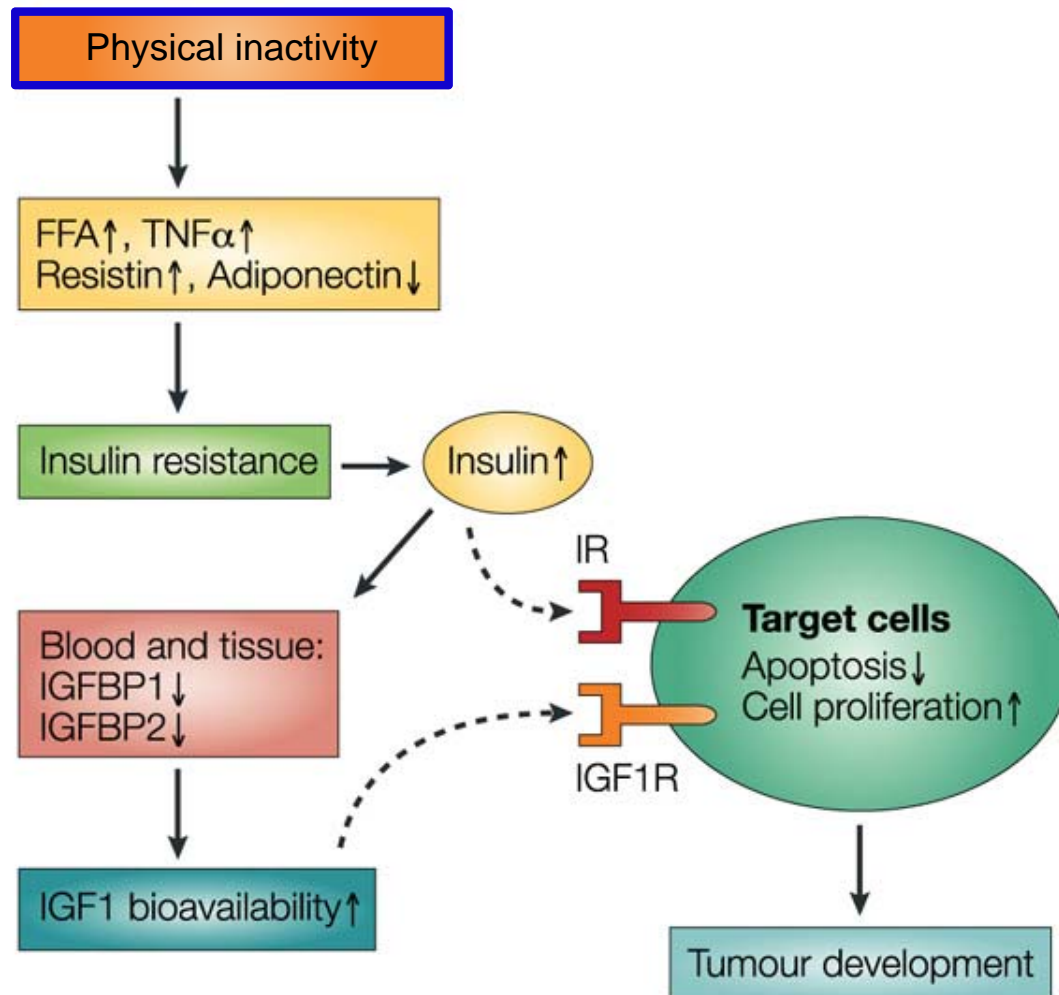 Physical inactivity
FFA↑, TNFα↑
Resistin↑, Adiponectin↓
Insulin resistance
Insulin↑
IR
Blood and tissue:
IGFBP1↓
IGFBP2↓
Target cells
Apoptosis↓
Cell proliferation↑
IGF1R
IGF1 bioavailability↑
Tumour development